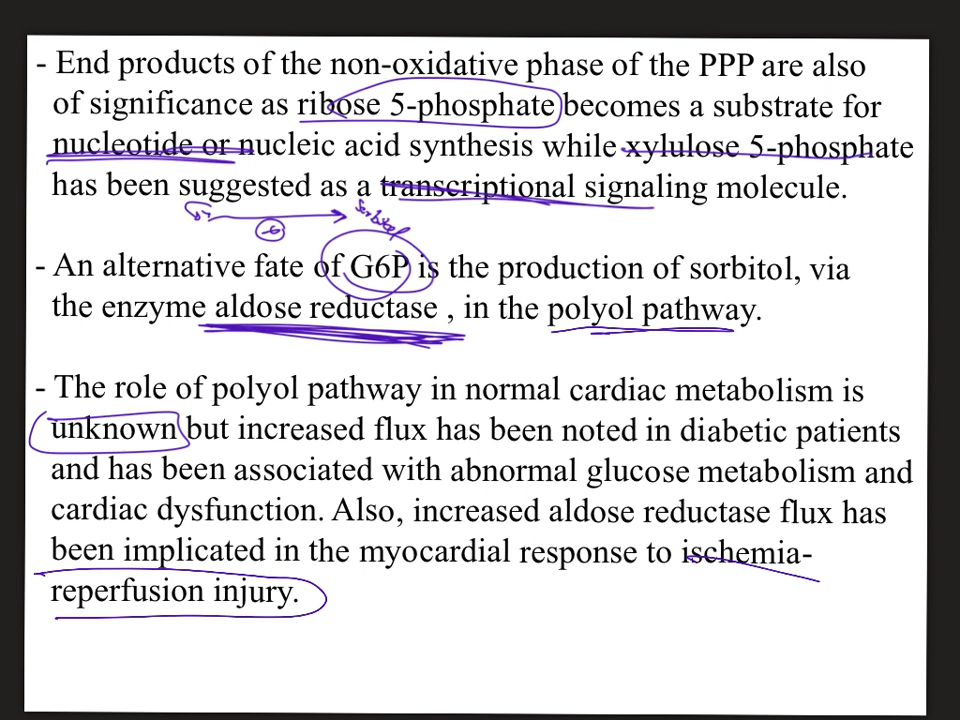 - End products of the non-oxidative phase of the PPP are also
of significance as ribose 5-phosphate becomes a substrate for
nucleotide or nucleic acid synthesis while xylulose 5-phosphate
has been suggested as a transcriptional signaling molecule.
sorbitol
- An alternative fate of G6P is the production of sorbitol, via
the enzyme aldose reductase , in the polyol pathway.
- The role of polyol pathway in normal cardiac metabolism is
unknown but increased flux has been noted in diabetic patients
and has been associated with abnormal glucose metabolism and
cardiac dysfunction. Also, increased aldose reductase flux has
been implicated in the myocardial response to ischemia-
reperfusion injury.